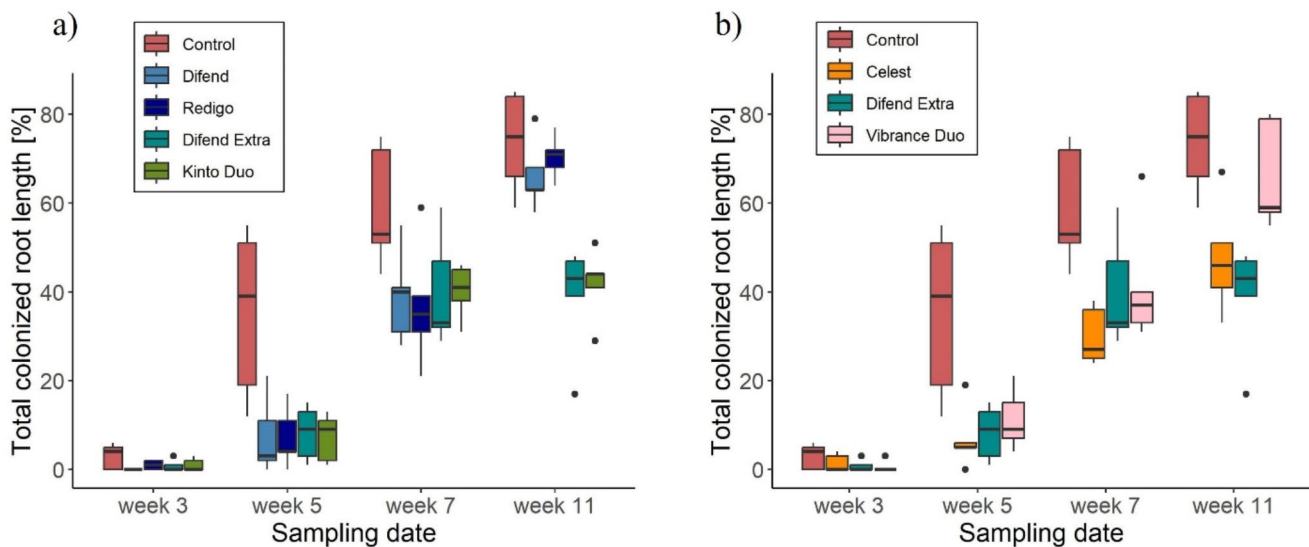 a)
Control
Difend
Redigo
Difend Extra
Kinto Duo
Total colonized root length [%]
80
60
40
20
0
week 3 week 5 week 7 week 11
Sampling date
b)
Control
Celest
Difend Extra
Vibrance Duo
Total colonized root length [%]
80
60
40
20
0
week 3 week 5 week 7 week 11
Sampling date